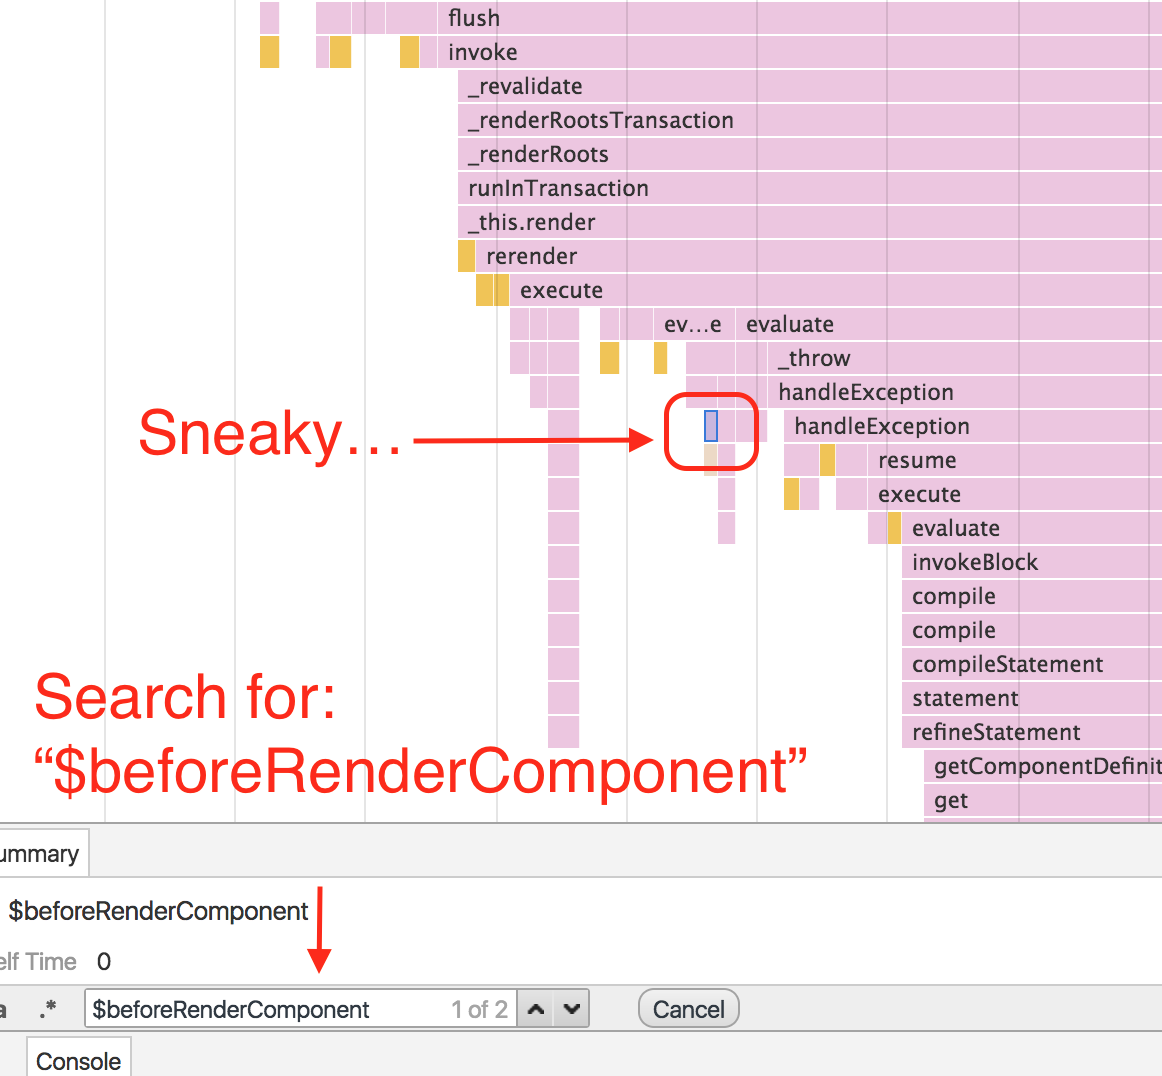 flush
invoke
_revalidate
_renderRootsTransaction
_renderRoots
runInTransaction
_this.render
rerender
execute
ev...e evaluate
_throw
handleException
Sneaky... handleException
resume
execute
evaluate
invokeBlock
compile
compile
compileStatement
statement
refineStatement
getComponentDefinit
get
Search for:
“$beforeRenderComponent”
ummary
$beforeRenderComponent
elf Time 0
a .* $beforeRenderComponent 1 of 2 Cancel
Console